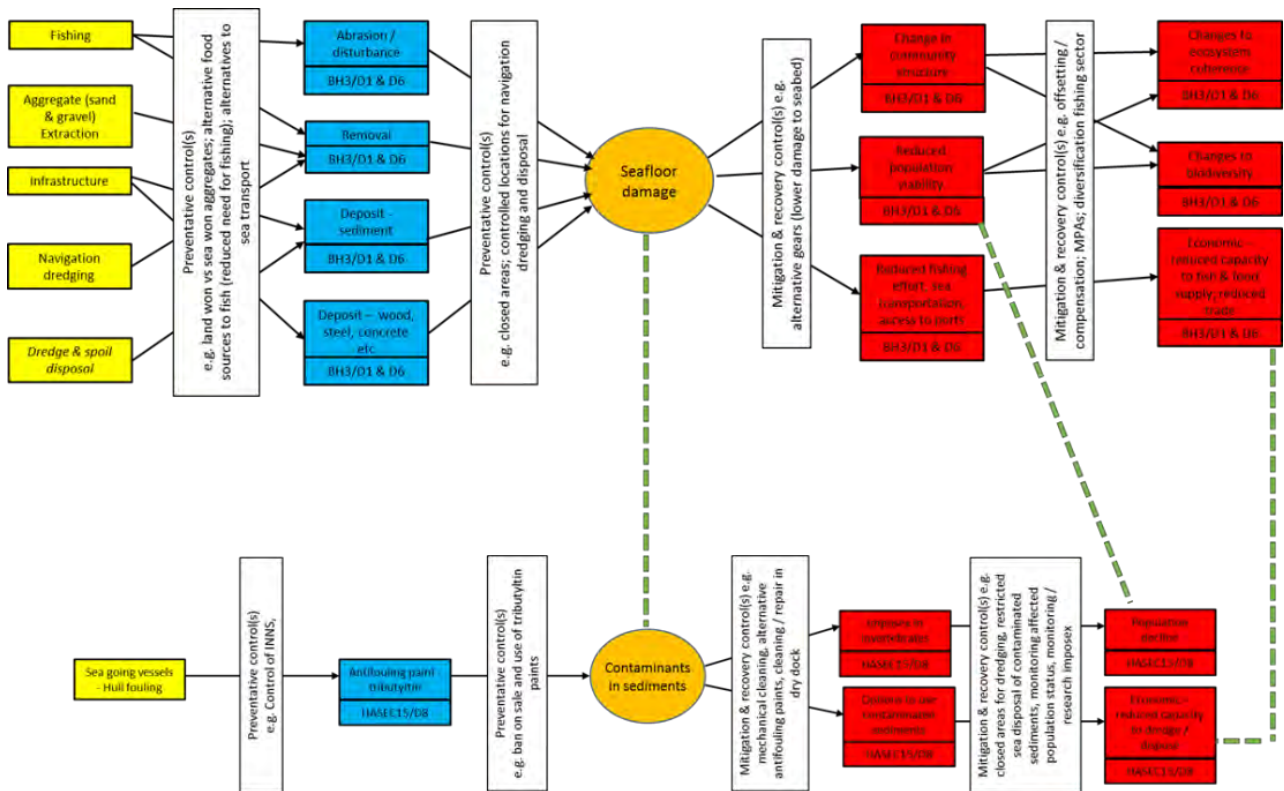 Fishing
Aggregate (sand
& gravel)
Extraction
Infrastructure
Navigation
dredging
Dredge & spoil
disposal
Preventative control(s)
e.g. land won vs sea won aggregates; alternative food
sources to fish (reduced need for fishing); alternatives to
sea transport
Abrasion /
disturbance
BH3/D1 & D6
Removal
BH3/D1 & D6
Deposit -
sediment
BH3/D1 & D6
Deposit – wood,
steel, concrete
etc
BH3/D1 & D6
Preventative control(s)
e.g. closed areas; controlled locations for navigation
dredging and disposal
Seafloor
damage
Mitigation & recovery control(s) e.g.
alternative gears (lower damage to seabed)
Change in
community
structure
BH3/D1 & D6
Reduced
population
viability
BH3/D1 & D6
Reduced fishing
effort, sea
transportation,
access to ports
BH3/D1 & D6
Mitigation & recovery control(s) e.g. offsetting /
compensation; MPAs; diversification fishing sector
Changes to
ecosystem
coherence
BH3/D1 & D6
Changes to
biodiversity
BH3/D1 & D6
Economic –
reduced capacity
to fish & food
supply; reduced
trade
BH3/D1 & D6
Sea going vessels
- Hull fouling
Preventative control(s)
e.g. Control of INNS,
Antifouling paint -
tributyltin
HASEC15/D8
Preventative control(s)
e.g. ban on sale and use of tributyltin
paints
Contaminants
in sediments
Mitigation & recovery control(s) e.g.
mechanical cleaning, alternative
antifouling paints, cleaning / repair in
dry dock
Imposex in
invertebrates
HASEC15/D8
Options to use
contaminated
sediments
HASEC15/D8
Mitigation & recovery control(s) e.g.
closed areas for dredging, restricted
sea disposal of contaminated
sediments, monitoring affected
population status, monitoring /
research imposex
Population
decline
HASEC15/D8
Economic –
reduced capacity
to dredge /
dispose
HASEC15/D8